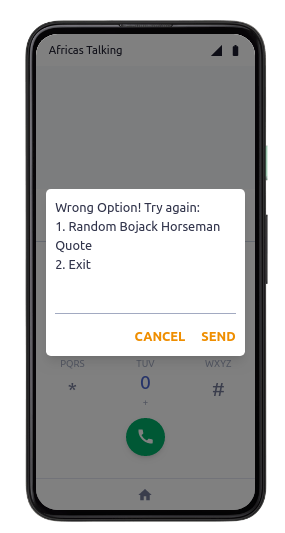 Africas Talking
Wrong Option! Try again:
1. Random Bojack Horseman
Quote
2. Exit
CANCEL SEND
PQRS TUV WXYZ
* 0 #
+